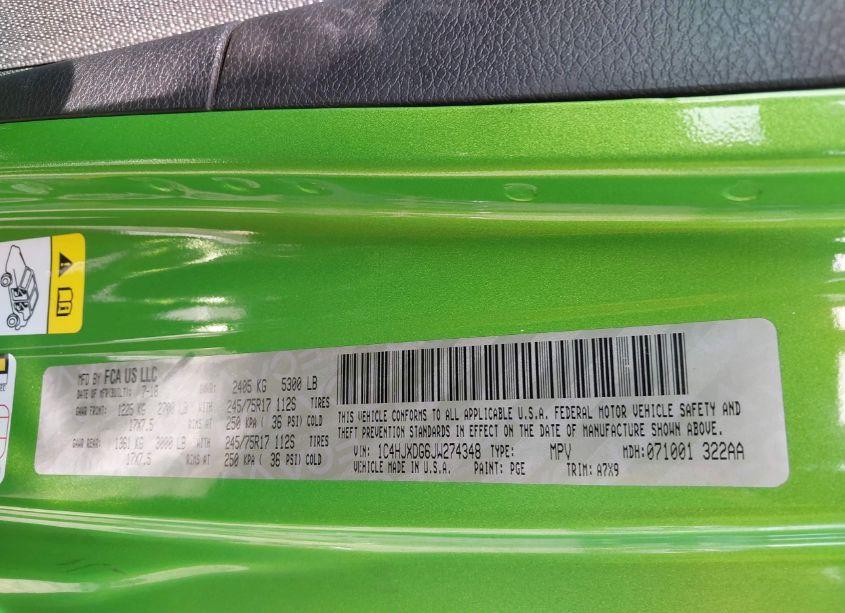 MFD BY FCA US LLC
DATE OF MFR/BUILT: 7-18 GVWR: 2405 KG 5300 LB
GAWR FRONT: 1225 KG 2700 LB WITH 245/75R17 112S TIRES
17X7.5 RIMS AT 250 KPA ( 36 PSI) COLD
GAWR REAR: 1361 KG 3000 LB WITH 245/75R17 112S TIRES
17X7.5 RIMS AT 250 KPA ( 36 PSI) COLD
THIS VEHICLE CONFORMS TO ALL APPLICABLE U.S.A. FEDERAL MOTOR VEHICLE SAFETY AND
THEFT PREVENTION STANDARDS IN EFFECT ON THE DATE OF MANUFACTURE SHOWN ABOVE.
VIN: 1C4HJXDG6JW274348 TYPE: MPV MDH: 071001 322AA
VEHICLE MADE IN U.S.A. PAINT: PGE TRIM: A7X9